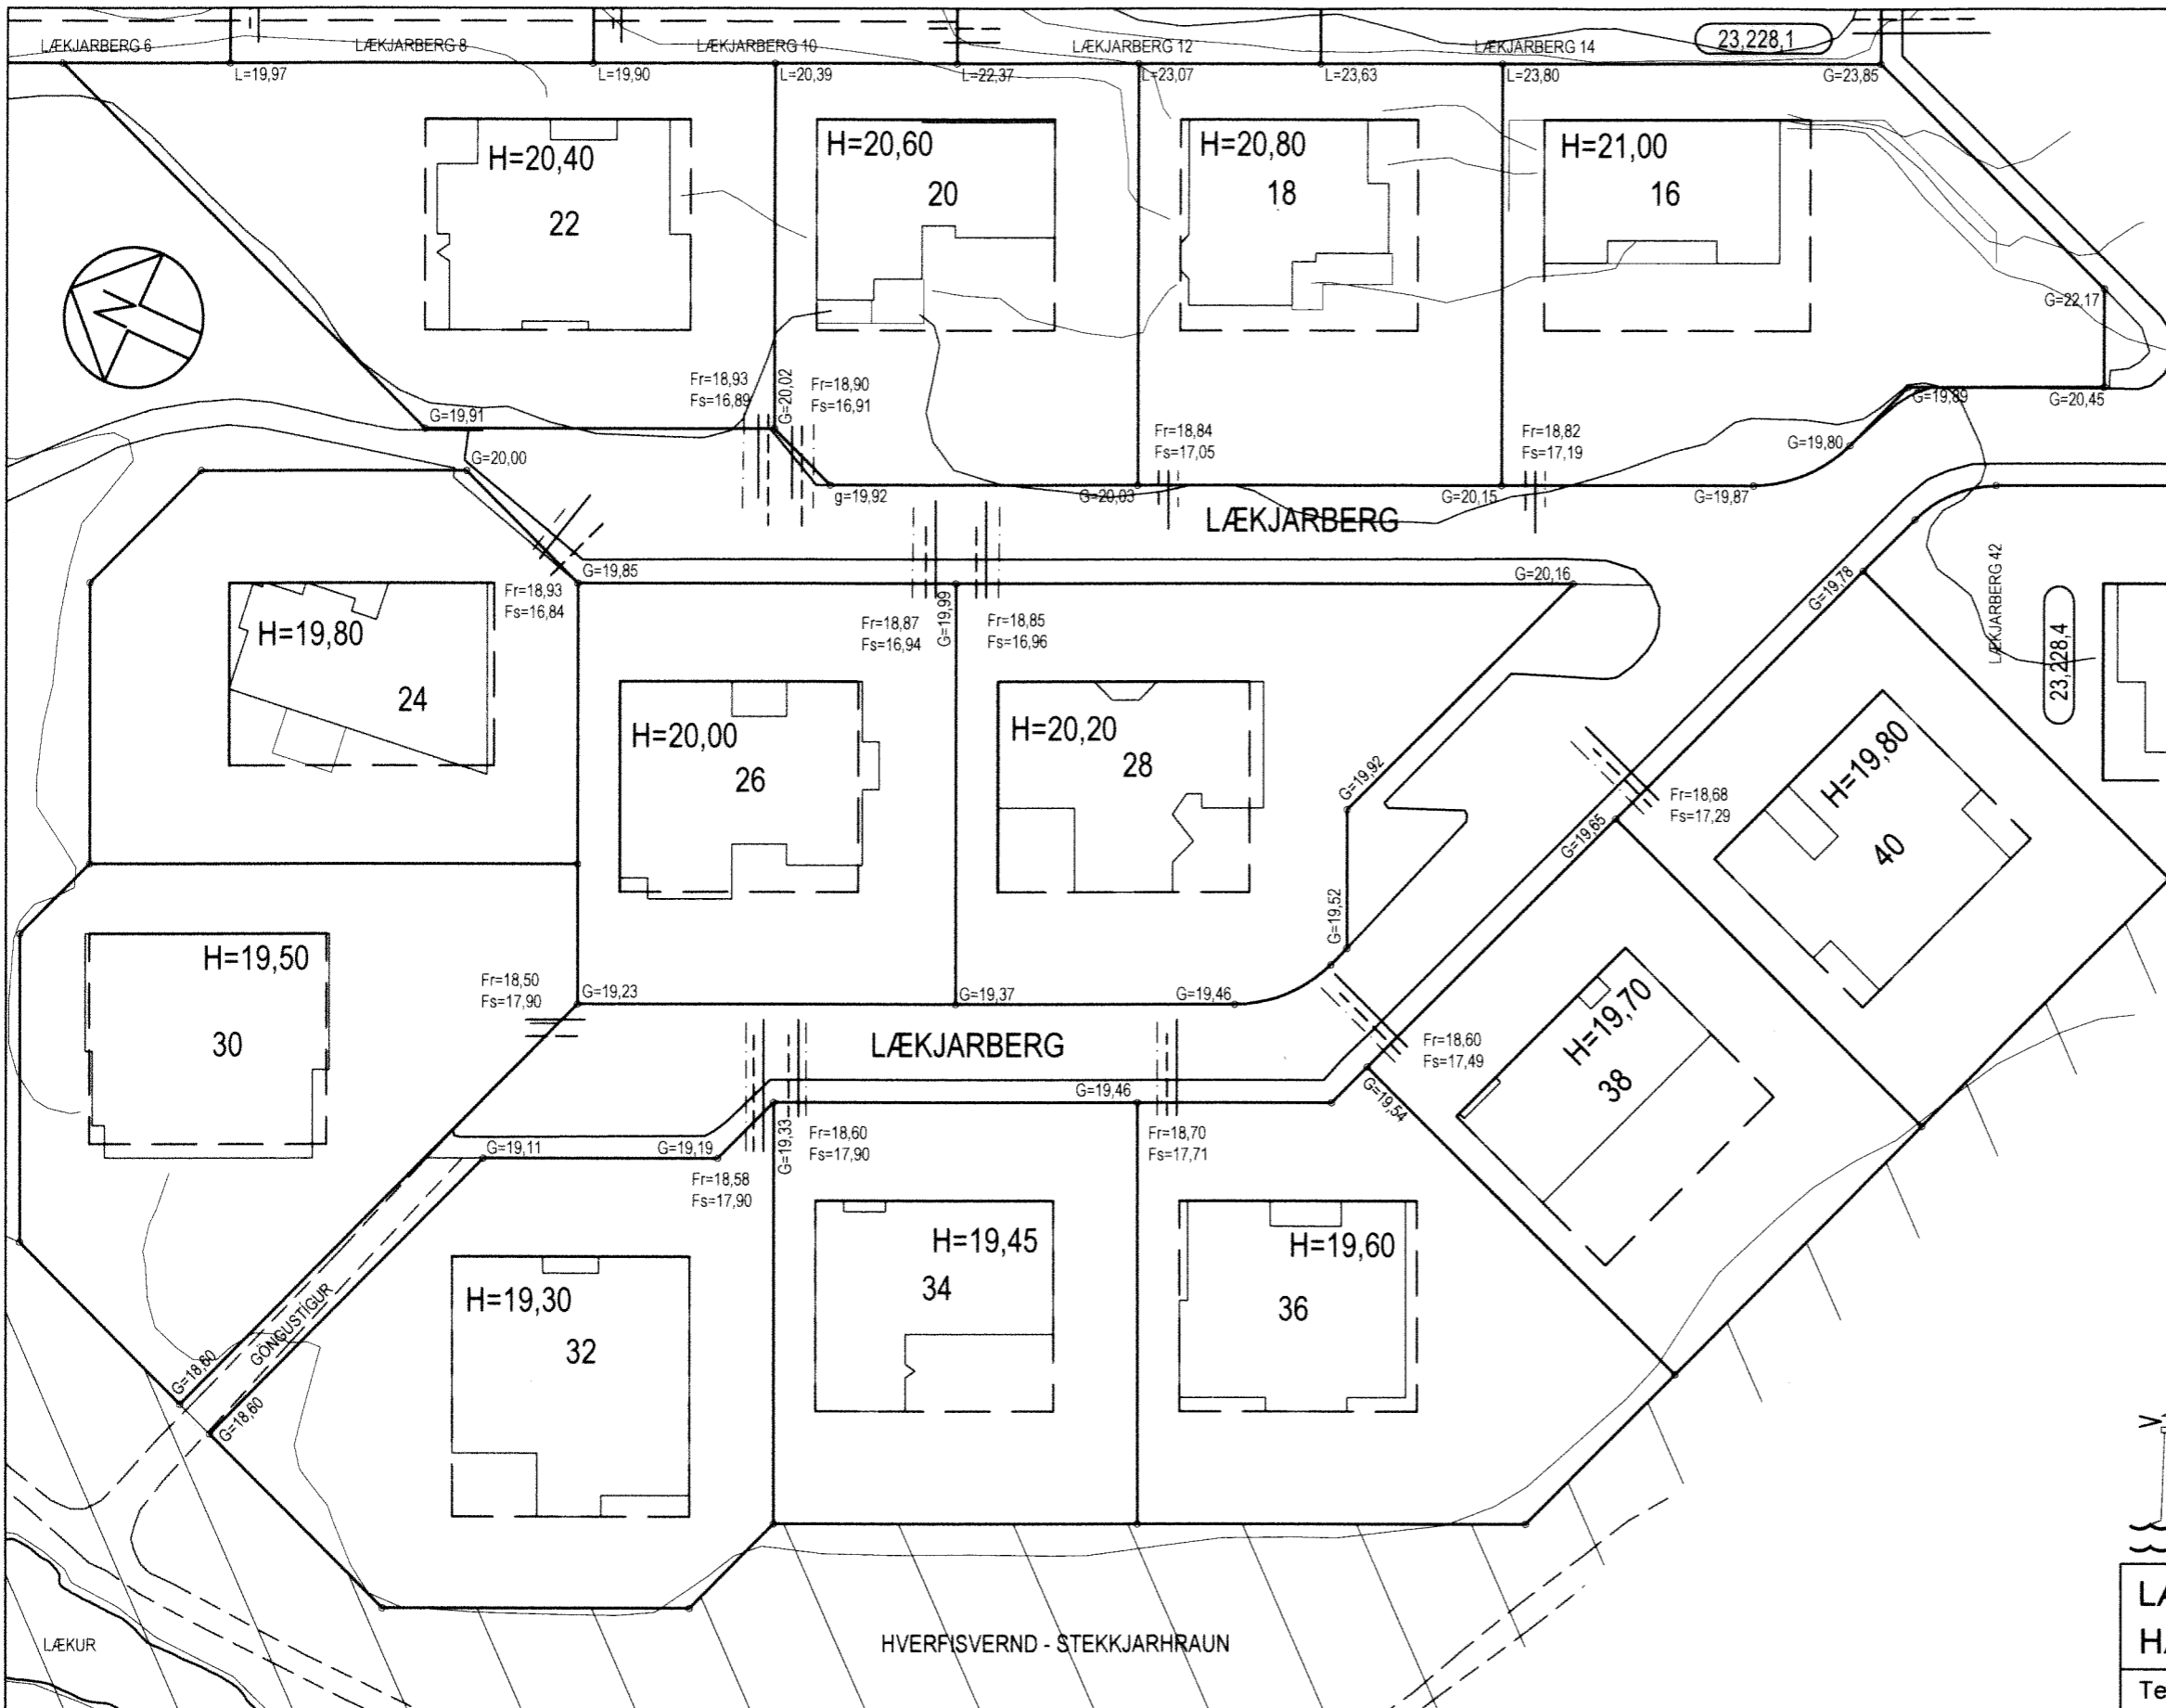 LÆKJARBERG 6
LÆKJARBERG 8
LÆKJARBERG 10
LÆKJARBERG 12
LÆKJARBERG 14
23,228,1
L=19,97
L=19,90
L=20,39
L=22,37
L=23,07
L=23,63
L=23,80
G=23,85
H=20,40
22
H=20,60
20
H=20,80
18
H=21,00
16
G=22,17
Fr=18,93
Fs=16,89
G=20,02
Fr=18,90
Fs=16,91
G=19,91
G=20,00
g=19,92
Fr=18,84
Fs=17,05
G=20,03
Fr=18,82
Fs=17,19
G=20,15
G=19,87
G=19,80
G=19,89
G=20,45
LÆKJARBERG
G=19,85
G=20,16
G=19,78
LÆKJARBERG 42
23,228,4
Fr=18,93
Fs=16,84
Fr=18,87
Fs=16,94
G=19,99
Fr=18,85
Fs=16,96
H=19,80
24
H=20,00
26
H=20,20
28
G=19,92
G=19,65
Fr=18,68
Fs=17,29
H=19,80
40
G=19,52
H=19,50
30
Fr=18,50
Fs=17,90
G=19,23
G=19,37
G=19,46
LÆKJARBERG
Fr=18,60
Fs=17,49
H=19,70
38
G=19,54
G=19,46
G=19,11
G=19,19
G=19,33
Fr=18,60
Fs=17,90
Fr=18,70
Fs=17,71
Fr=18,58
Fs=17,90
H=19,30
32
H=19,45
34
H=19,60
36
GÖNGUSTÍGUR
G=18,60
G=18,60
LÆKUR
HVERFISVERND - STEKKJARHRAUN